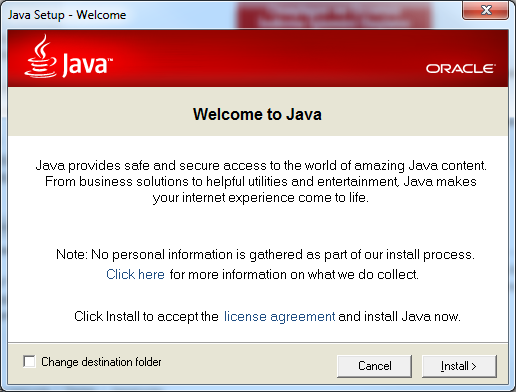 Java Setup - Welcome
Java™
ORACLE®
Welcome to Java
Java provides safe and secure access to the world of amazing Java content.
From business solutions to helpful utilities and entertainment, Java makes
your internet experience come to life.
Note: No personal information is gathered as part of our install process.
Click here for more information on what we do collect.
Click Install to accept the license agreement and install Java now.
Change destination folder
Cancel
Install >